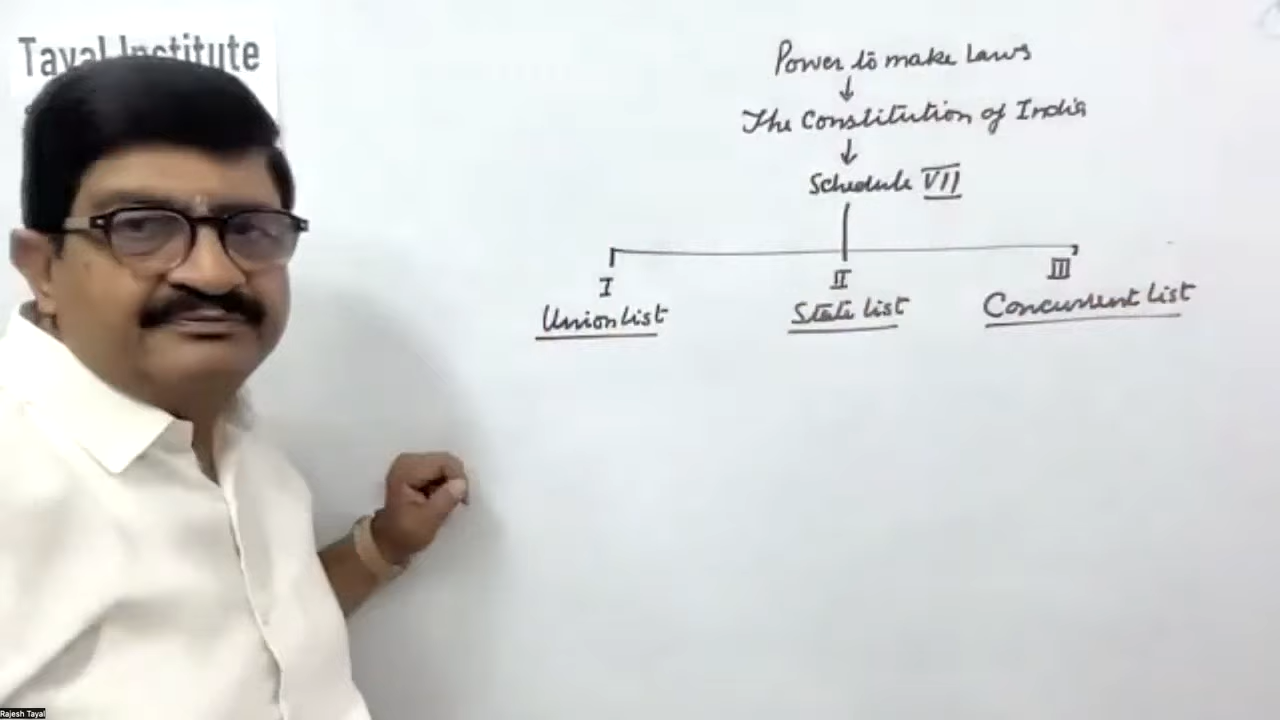 Tayal Institute
Power to make Laws
The Constitution of India
Schedule VII
I
II
III
Union list
State list
Concurrent list
Rajesh Tayal